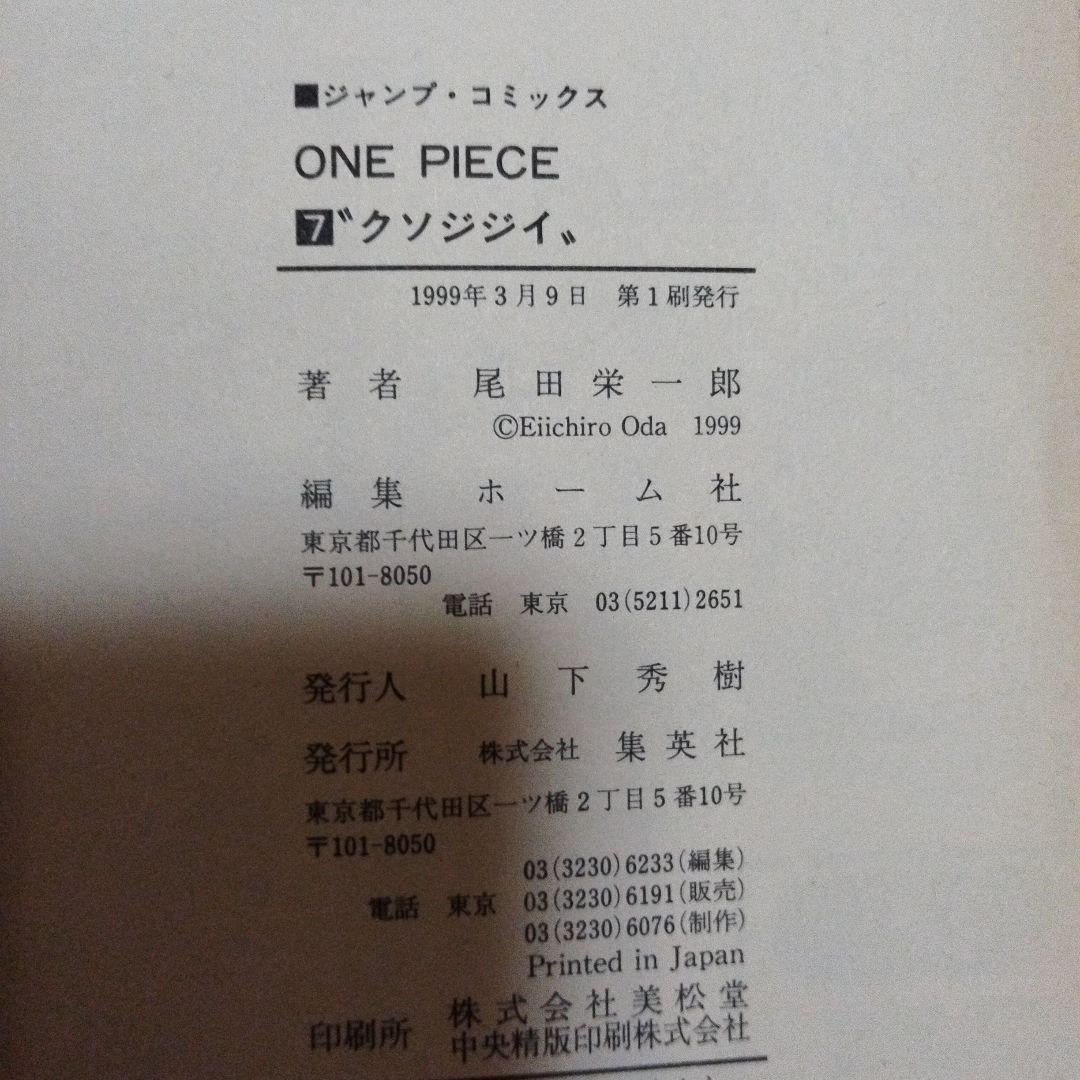 ■ジャンプ・コミックス
ONE PIECE
7〝クソジジイ〟
1999年3月9日 第1刷発行
著者 尾田栄一郎
©Eiichiro Oda 1999
編集 ホーム社
東京都千代田区一ツ橋2丁目5番10号
〒101-8050
電話 東京 03(5211)2651
発行人 山下秀樹
発行所 株式会社 集英社
東京都千代田区一ツ橋2丁目5番10号
〒101-8050
03(3230)6233(編集)
電話 東京 03(3230)6191(販売)
03(3230)6076(制作)
Printed in Japan
印刷所 株式会社美松堂
中央精版印刷株式会社